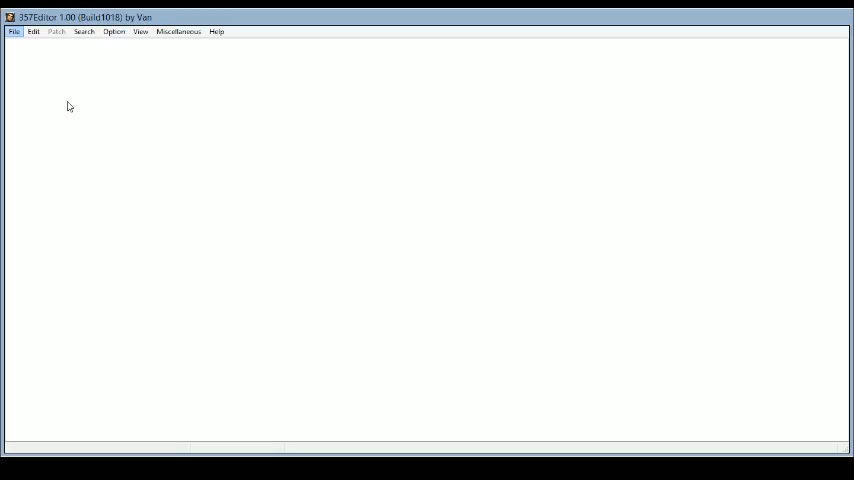 357Editor 1.00 (Build1018) by Van
File Edit Patch Search Option View Miscellaneous Help